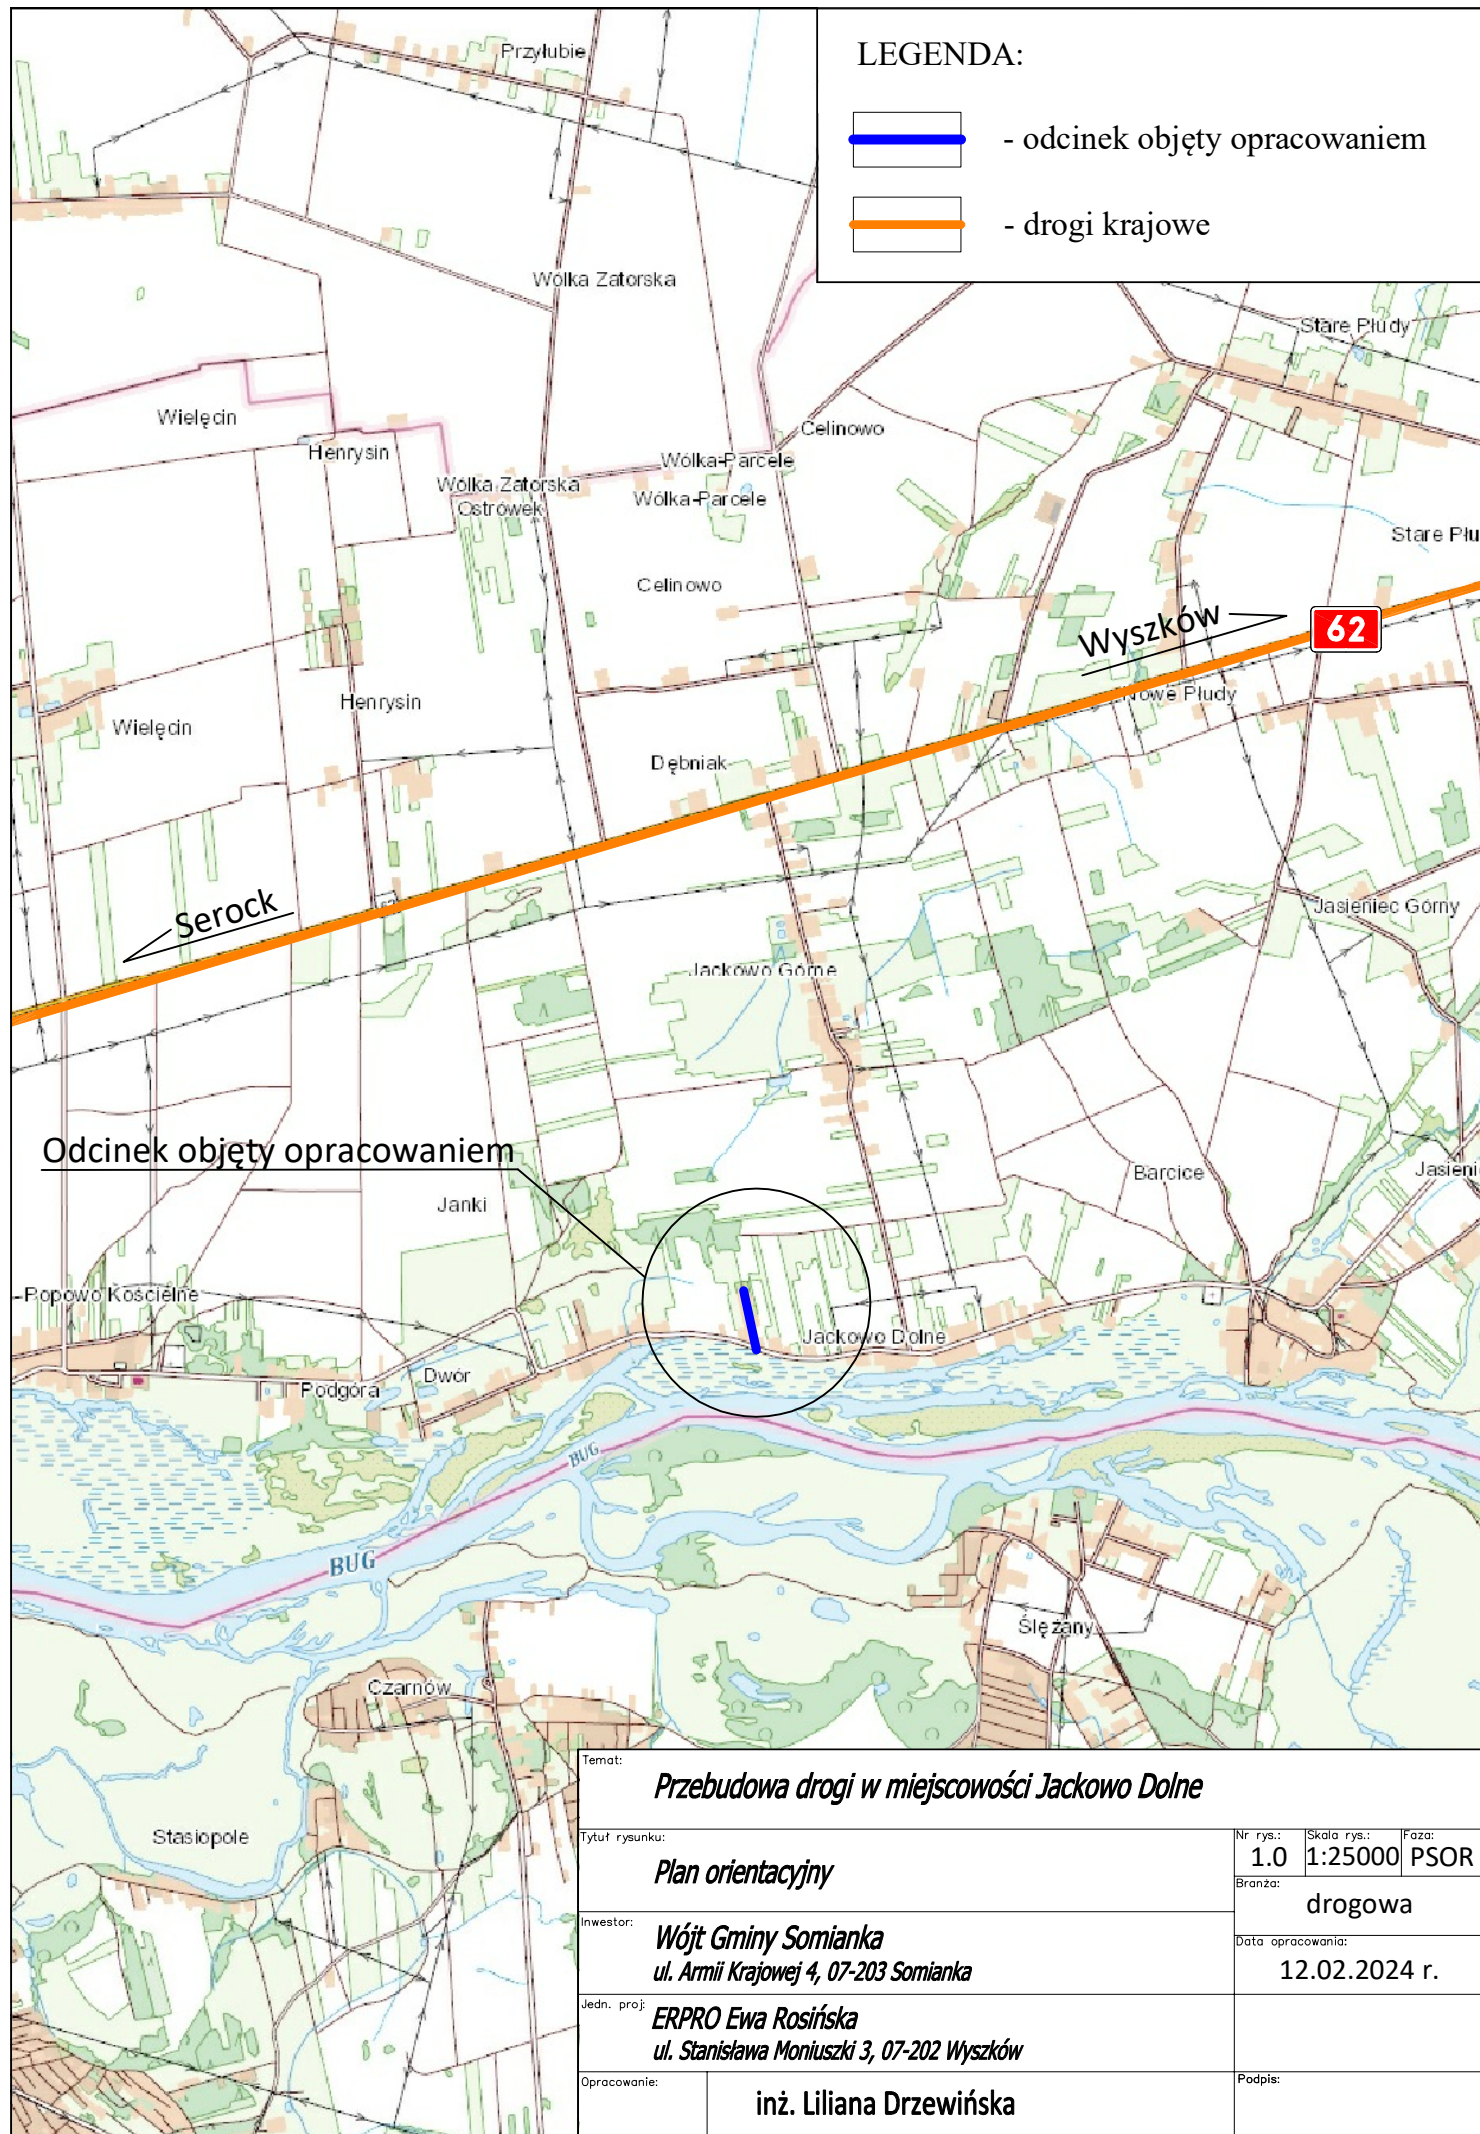 LEGENDA:
- odcinek objęty opracowaniem
- drogi krajowe
Przyłubie
Wólka Zatorska
Stare Płudy
Wielęcin
Henrysin
Celinowo
Wólka-Parcele
Wólka Zatorska
Ostrówek
Wólka-Parcele
Stare Płu
Celinowo
Wyszków
62
Henrysin
Nowe Płudy
Wielęcin
Dębniak
Serock
Jasieniec Górny
Jackowo Górne
Odcinek objęty opracowaniem
Barcice
Jasieni
Janki
Popowo Kościelne
Jackowo Dolne
Dwór
Podgóra
BUG
BUG
Ślężany
Czarnów
Stasiopole
Temat:
Przebudowa drogi w miejscowości Jackowo Dolne
Tytuł rysunku:
Plan orientacyjny
Nr rys.:
1.0
Skala rys.:
1:25000
Faza:
PSOR
Branża:
drogowa
Inwestor:
Wójt Gminy Somianka
ul. Armii Krajowej 4, 07-203 Somianka
Data opracowania:
12.02.2024 r.
Jedn. proj:
ERPRO Ewa Rosińska
ul. Stanisława Moniuszki 3, 07-202 Wyszków
Opracowanie:
inż. Liliana Drzewińska
Podpis: